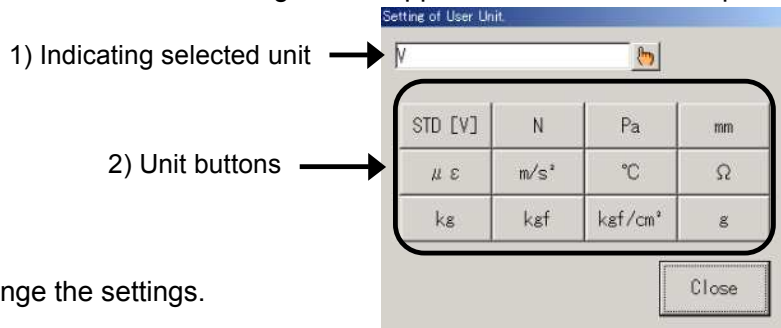 Setting of User Unit.
1) Indicating selected unit
V
STD [V] N Pa mm
2) Unit buttons
μ ε m/s² ℃ Ω
kg kgf kgf/cm² g
Close
nge the settings.